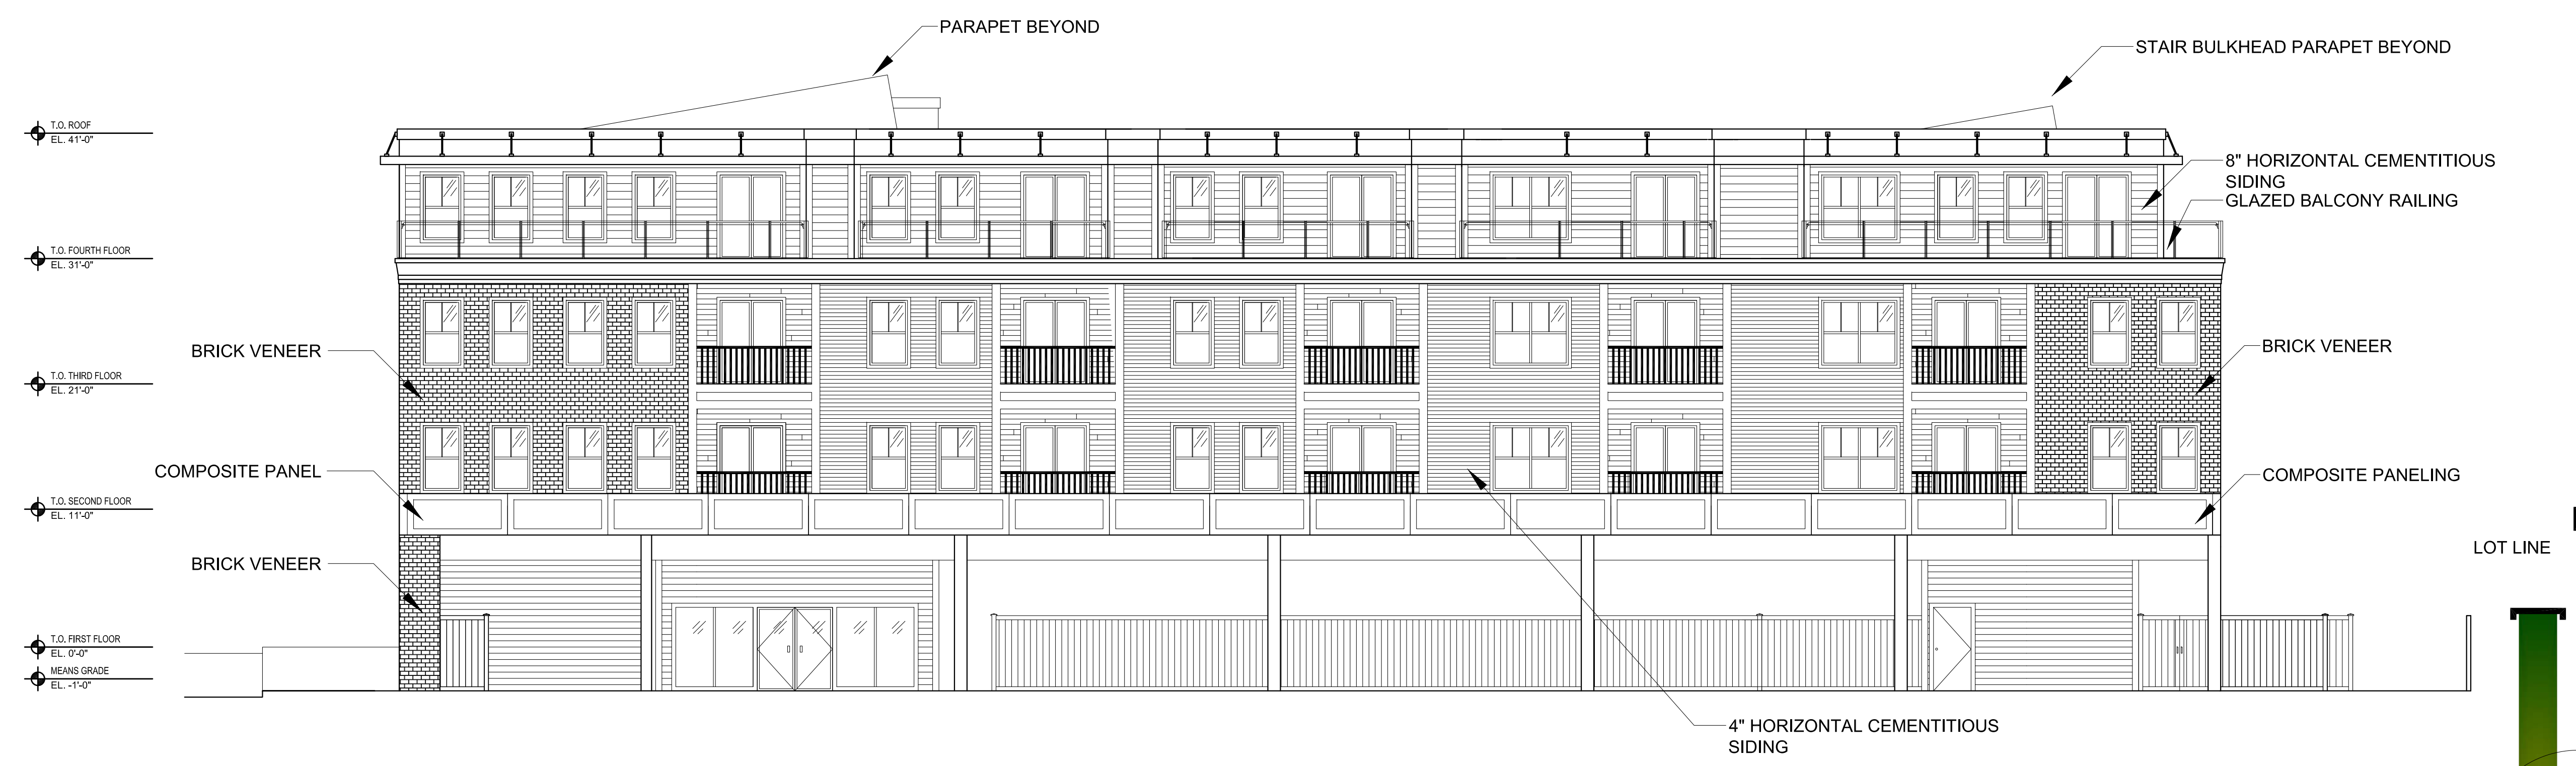 PARAPET BEYOND
STAIR BULKHEAD PARAPET BEYOND
T.O. ROOF
EL. 41'-0"
8" HORIZONTAL CEMENTITIOUS
SIDING
GLAZED BALCONY RAILING
T.O. FOURTH FLOOR
EL. 31'-0"
BRICK VENEER
BRICK VENEER
T.O. THIRD FLOOR
EL. 21'-0"
COMPOSITE PANEL
COMPOSITE PANELING
T.O. SECOND FLOOR
EL. 11'-0"
LOT LINE
BRICK VENEER
T.O. FIRST FLOOR
EL. 0'-0"
MEANS GRADE
EL. -1'-0"
4" HORIZONTAL CEMENTITIOUS
SIDING